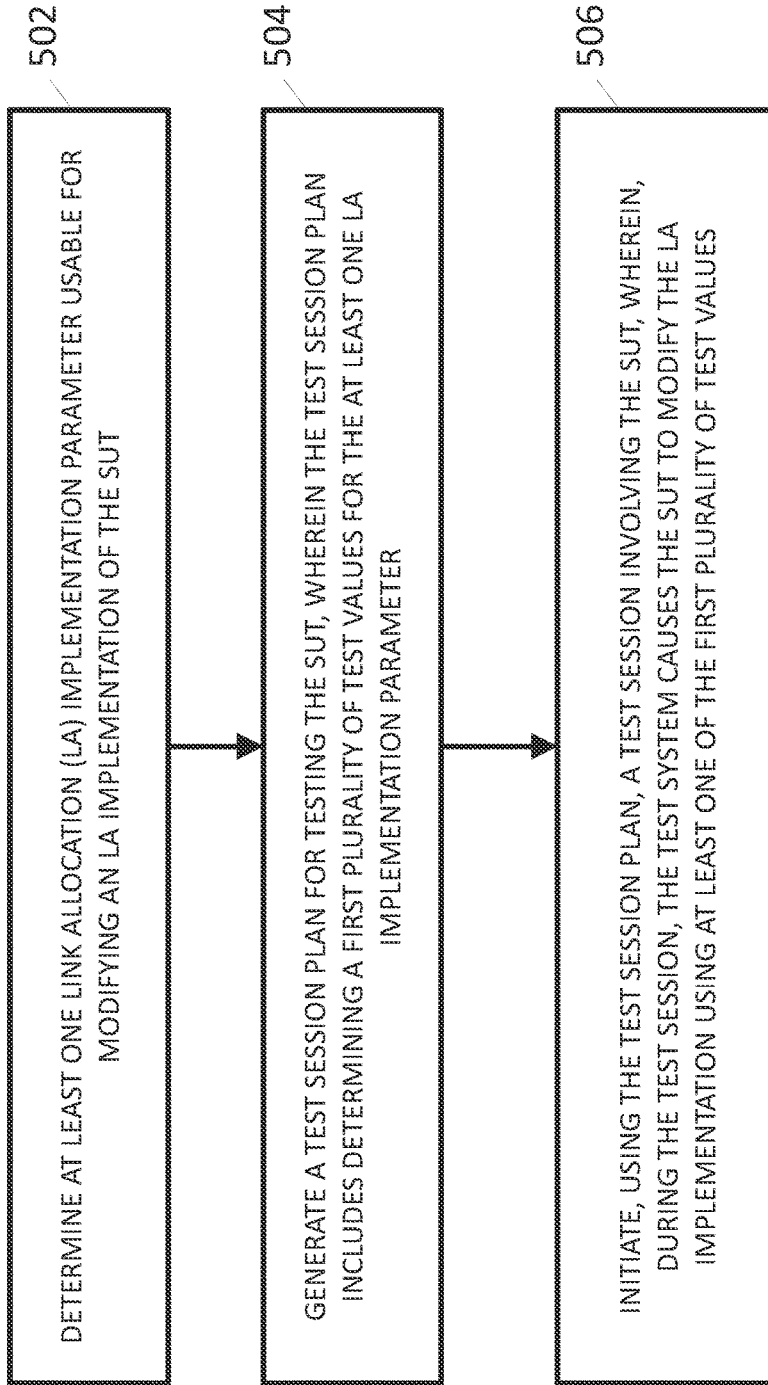 502
DETERMINE AT LEAST ONE LINK ALLOCATION (LA) IMPLEMENTATION PARAMETER USABLE FOR
MODIFYING AN LA IMPLEMENTATION OF THE SUT
504
GENERATE A TEST SESSION PLAN FOR TESTING THE SUT, WHEREIN THE TEST SESSION PLAN
INCLUDES DETERMINING A FIRST PLURALITY OF TEST VALUES FOR THE AT LEAST ONE LA
IMPLEMENTATION PARAMETER
506
INITIATE, USING THE TEST SESSION PLAN, A TEST SESSION INVOLVING THE SUT, WHEREIN,
DURING THE TEST SESSION, THE TEST SYSTEM CAUSES THE SUT TO MODIFY THE LA
IMPLEMENTATION USING AT LEAST ONE OF THE FIRST PLURALITY OF TEST VALUES